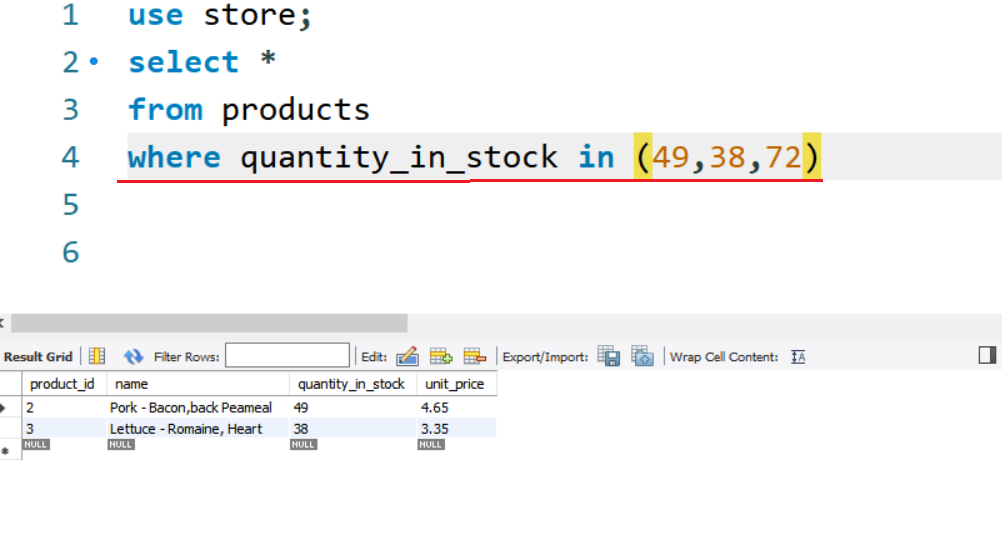 1 use store;
2 select *
3 from products
4 where quantity_in_stock in (49,38,72)
5
6
Result Grid Filter Rows: Edit: Export/Import: Wrap Cell Content: IA
product_id name quantity_in_stock unit_price
2 Pork - Bacon,back Peameal 49 4.65
3 Lettuce - Romaine, Heart 38 3.35
NULL NULL NULL NULL